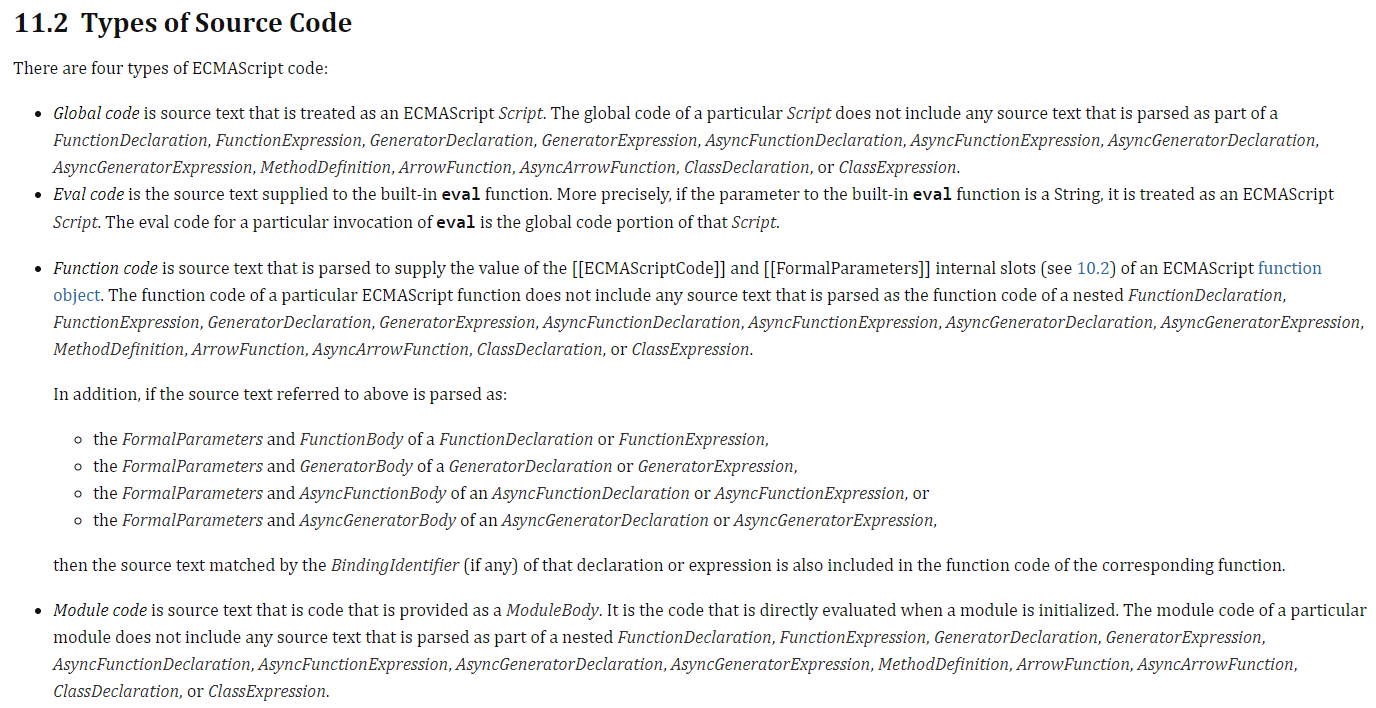 11.2 Types of Source Code
There are four types of ECMAScript code:
• Global code is source text that is treated as an ECMAScript Script. The global code of a particular Script does not include any source text that is parsed as part of a
FunctionDeclaration, FunctionExpression, GeneratorDeclaration, GeneratorExpression, AsyncFunctionDeclaration, AsyncFunctionExpression, AsyncGeneratorDeclaration,
AsyncGeneratorExpression, MethodDefinition, ArrowFunction, AsyncArrowFunction, ClassDeclaration, or ClassExpression.
• Eval code is the source text supplied to the built-in eval function. More precisely, if the parameter to the built-in eval function is a String, it is treated as an ECMAScript
Script. The eval code for a particular invocation of eval is the global code portion of that Script.
• Function code is source text that is parsed to supply the value of the [[ECMAScriptCode]] and [[FormalParameters]] internal slots (see 10.2) of an ECMAScript function
object. The function code of a particular ECMAScript function does not include any source text that is parsed as the function code of a nested FunctionDeclaration,
FunctionExpression, GeneratorDeclaration, GeneratorExpression, AsyncFunctionDeclaration, AsyncFunctionExpression, AsyncGeneratorDeclaration, AsyncGeneratorExpression,
MethodDefinition, ArrowFunction, AsyncArrowFunction, ClassDeclaration, or ClassExpression.
In addition, if the source text referred to above is parsed as:
◦ the FormalParameters and FunctionBody of a FunctionDeclaration or FunctionExpression,
◦ the FormalParameters and GeneratorBody of a GeneratorDeclaration or GeneratorExpression,
◦ the FormalParameters and AsyncFunctionBody of an AsyncFunctionDeclaration or AsyncFunctionExpression, or
◦ the FormalParameters and AsyncGeneratorBody of an AsyncGeneratorDeclaration or AsyncGeneratorExpression,
then the source text matched by the BindingIdentifier (if any) of that declaration or expression is also included in the function code of the corresponding function.
• Module code is source text that is code that is provided as a ModuleBody. It is the code that is directly evaluated when a module is initialized. The module code of a particular
module does not include any source text that is parsed as part of a nested FunctionDeclaration, FunctionExpression, GeneratorDeclaration, GeneratorExpression,
AsyncFunctionDeclaration, AsyncFunctionExpression, AsyncGeneratorDeclaration, AsyncGeneratorExpression, MethodDefinition, ArrowFunction, AsyncArrowFunction,
ClassDeclaration, or ClassExpression.